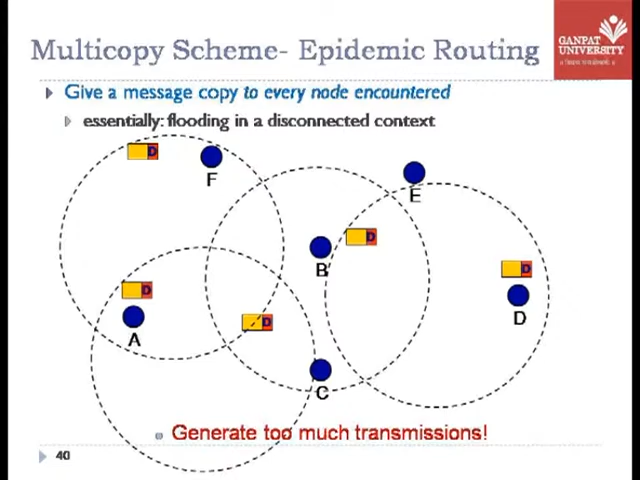 Multicopy Scheme- Epidemic Routing
GANPAT
UNIVERSITY
Give a message copy to every node encountered
essentially: flooding in a disconnected context
D
F
E
D
B
D
D
A
D
D
C
Generate too much transmissions!
40